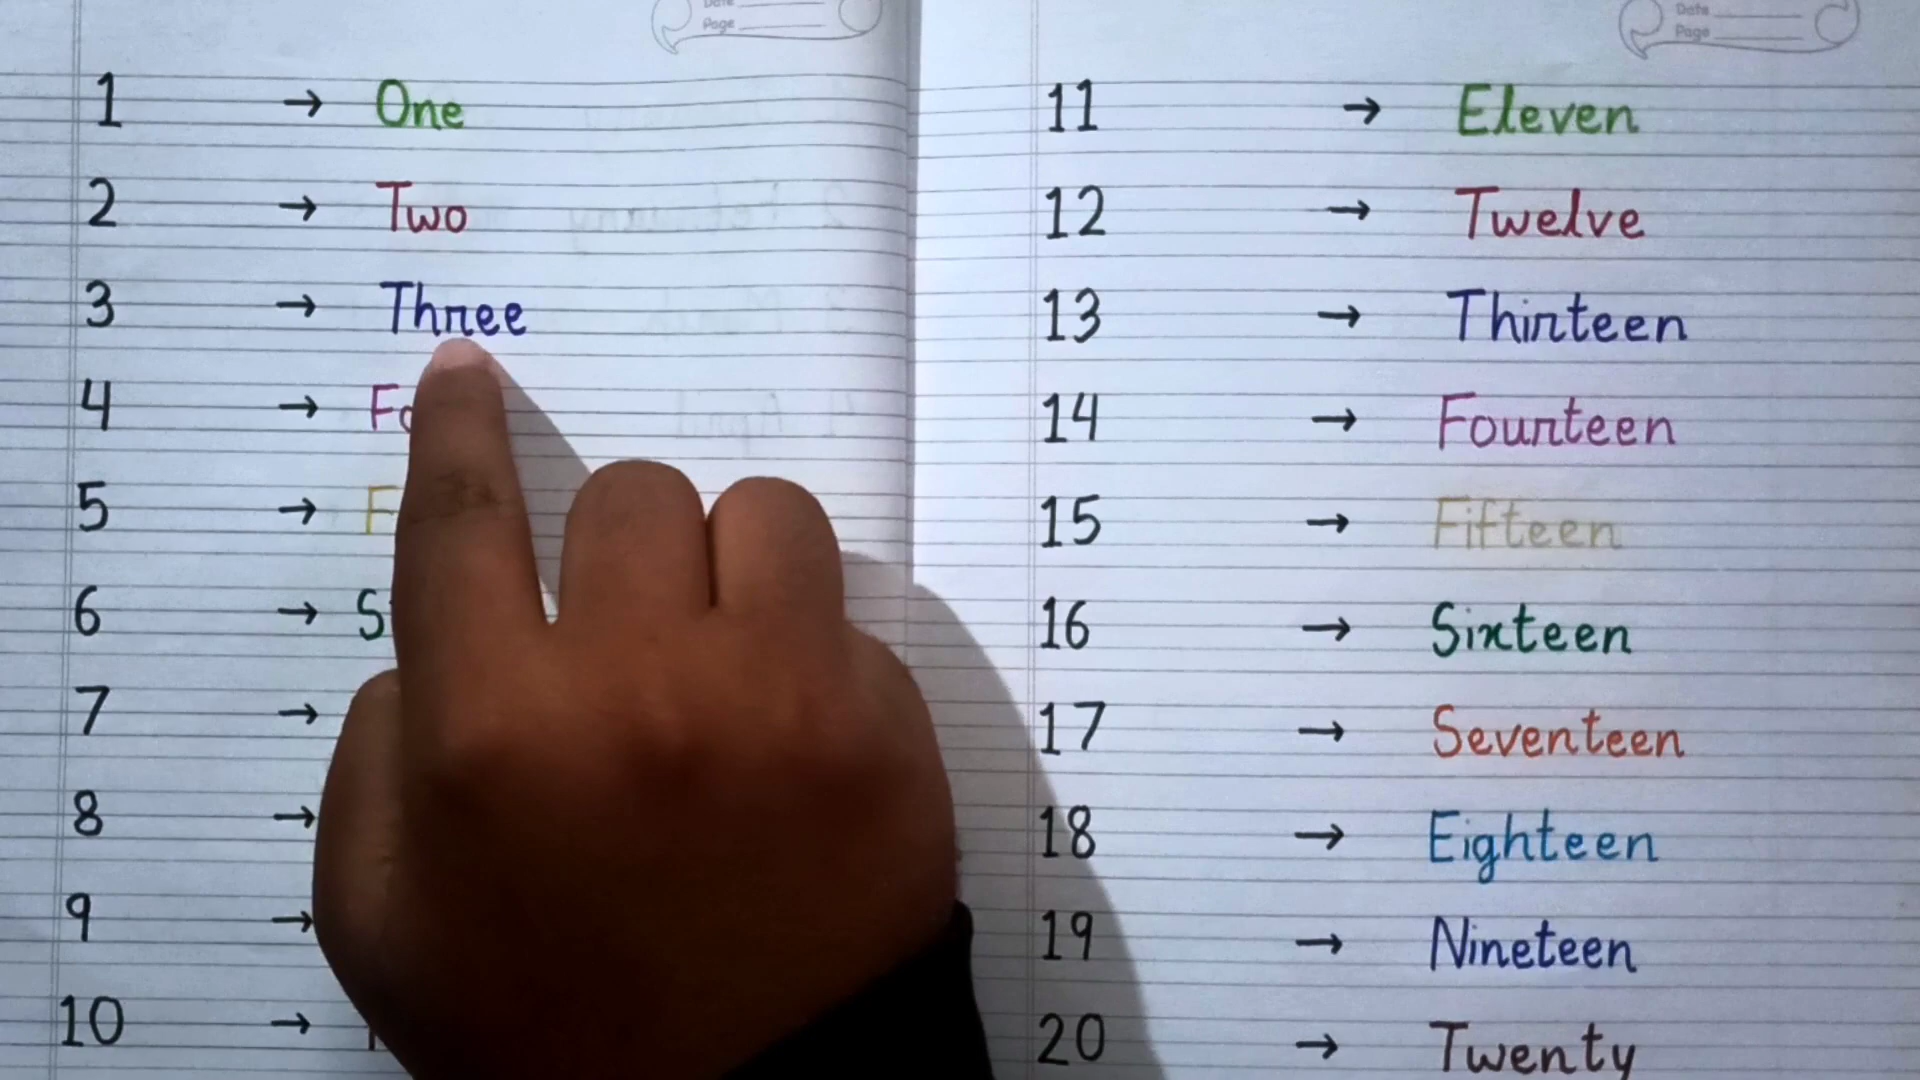 Date
Page
1 → One
2 → Two
3 → Three
4 →
5 →
6 →
7 →
8 →
9 →
10 →
Date
Page
11 → Eleven
12 → Twelve
13 → Thirteen
14 → Fourteen
15 → Fifteen
16 → Sixteen
17 → Seventeen
18 → Eighteen
19 → Nineteen
20 → Twenty